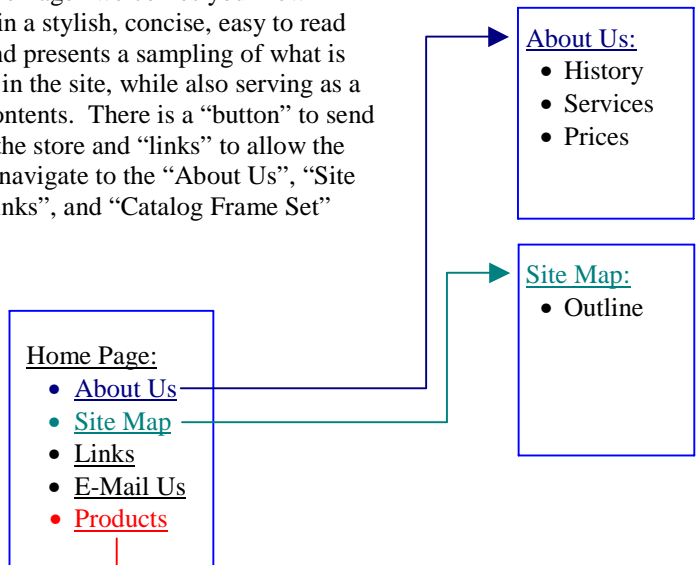 in a stylish, concise, easy to read
nd presents a sampling of what is
in the site, while also serving as a
ontents. There is a “button” to send
the store and “links” to allow the
navigate to the “About Us”, “Site
inks”, and “Catalog Frame Set”
About Us:
• History
• Services
• Prices
Site Map:
• Outline
Home Page:
• About Us
• Site Map
• Links
• E-Mail Us
• Products